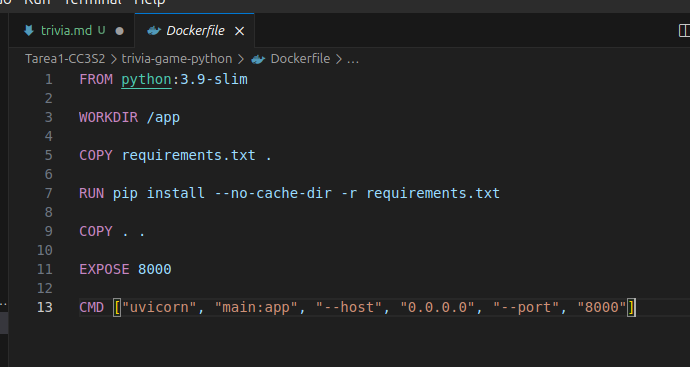 Run Terminal Help
trivia.md U Dockerfile
Tarea1-CC3S2 > trivia-game-python > Dockerfile > ...
1 FROM python:3.9-slim
2
3 WORKDIR /app
4
5 COPY requirements.txt .
6
7 RUN pip install --no-cache-dir -r requirements.txt
8
9 COPY . .
10
11 EXPOSE 8000
12
13 CMD ["uvicorn", "main:app", "--host", "0.0.0.0", "--port", "8000"]